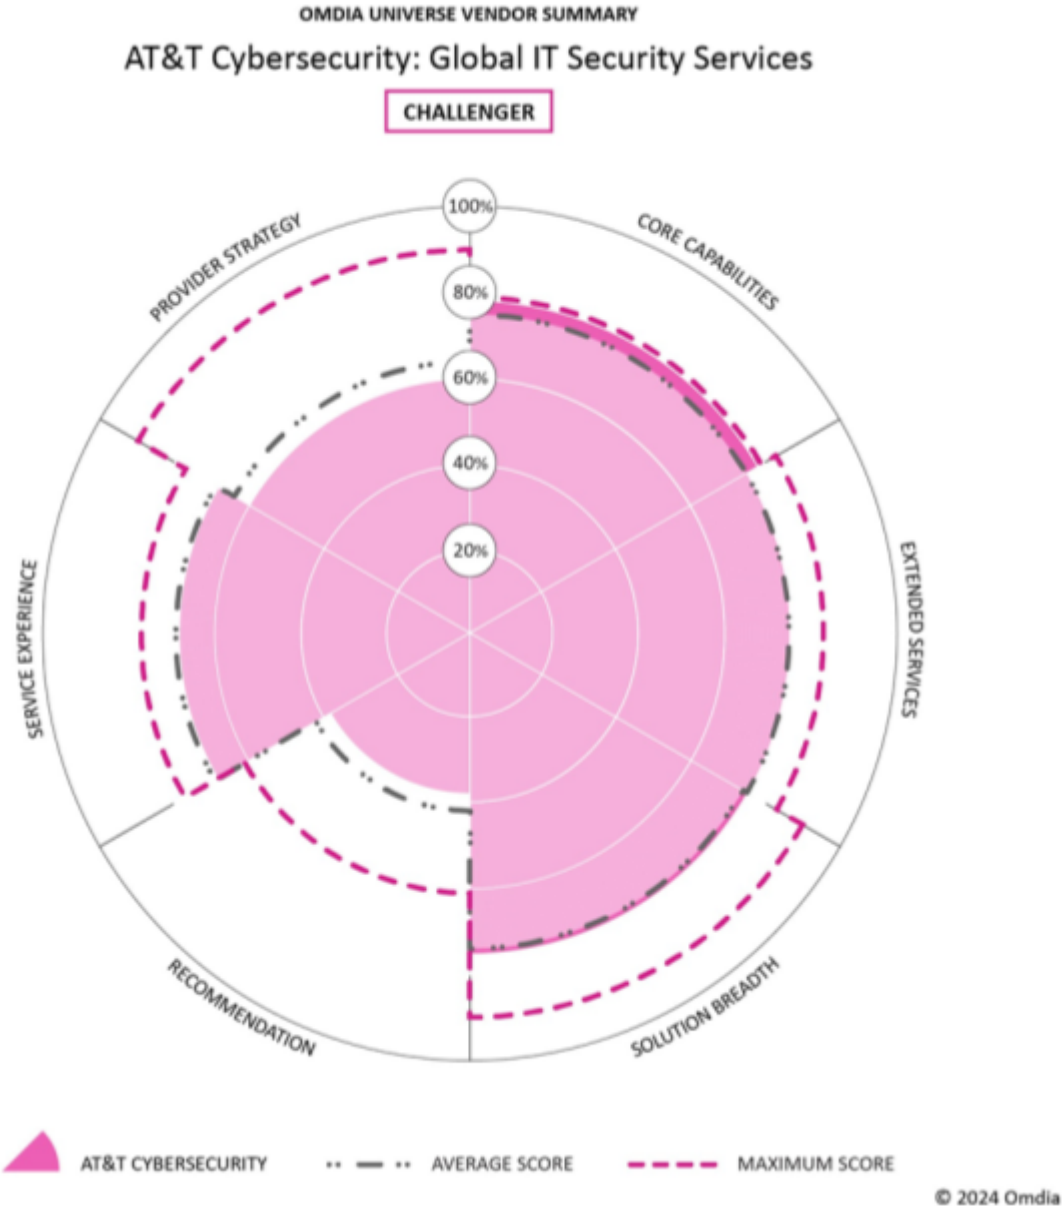 OMDIA UNIVERSE VENDOR SUMMARY
AT&T Cybersecurity: Global IT Security Services
CHALLENGER
100%
PROVIDER STRATEGY
CORE CAPABILITIES
80%
60%
40%
20%
SERVICE EXPERIENCE
EXTENDED SERVICES
RECOMMENDATION
SOLUTION BREADTH
AT&T CYBERSECURITY
AVERAGE SCORE
MAXIMUM SCORE
© 2024 Omdia